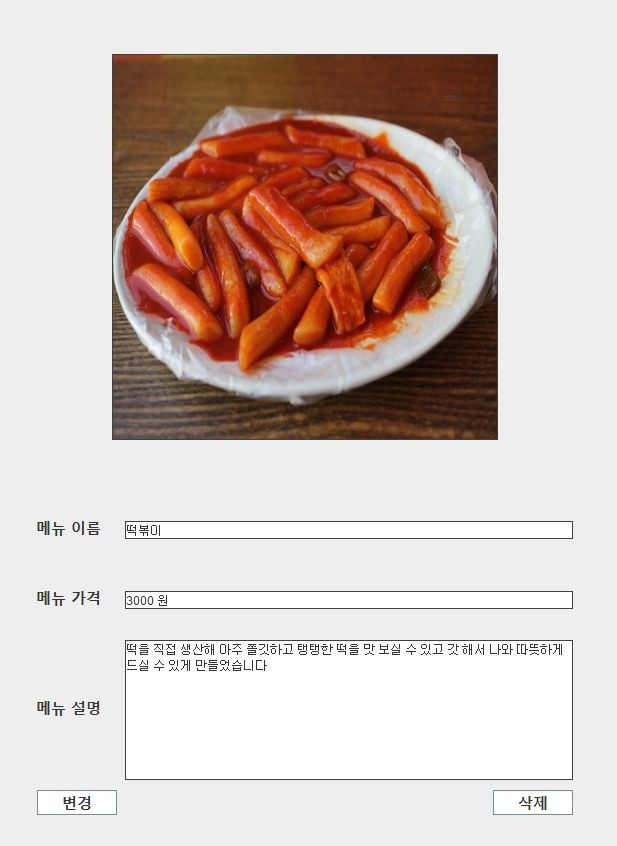 메뉴 이름
떡볶이
메뉴 가격
3000 원
메뉴 설명
떡을 직접 생산해 아주 쫄깃하고 탱탱한 떡을 맛 보실 수 있고 갓 해서 나와 따뜻하게
드실 수 있게 만들었습니다
변경
삭제